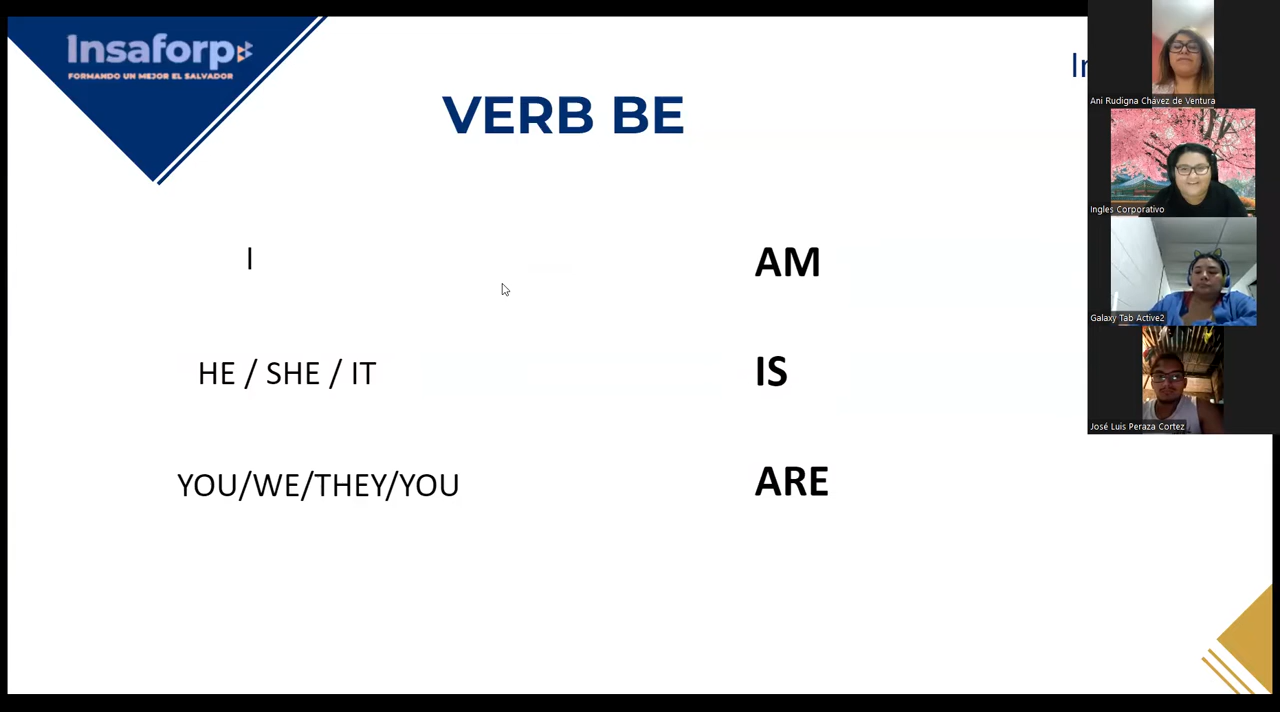 Insaforp
FORMANDO UN MEJOR EL SALVADOR
VERB BE
I AM
HE / SHE / IT IS
YOU/WE/THEY/YOU ARE
Ani Rudigna Chávez de Ventura
Ingles Corporativo
Galaxy Tab Active2
José Luis Peraza Cortez